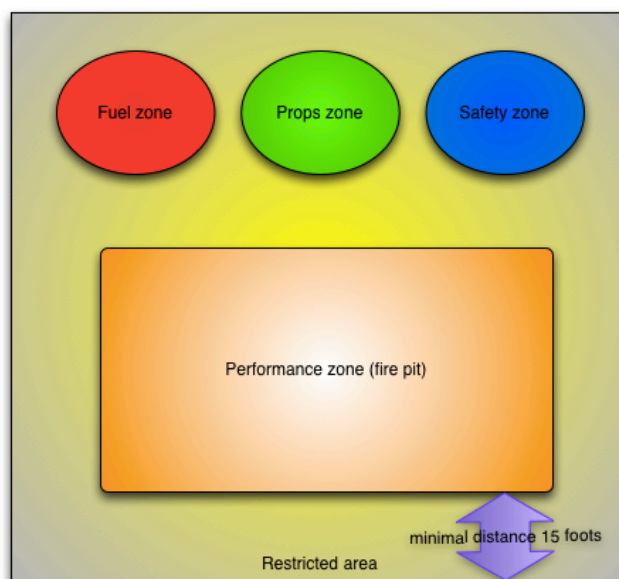 Fuel zone
Props zone
Safety zone
Performance zone (fire pit)
minimal distance 15 foots
Restricted area